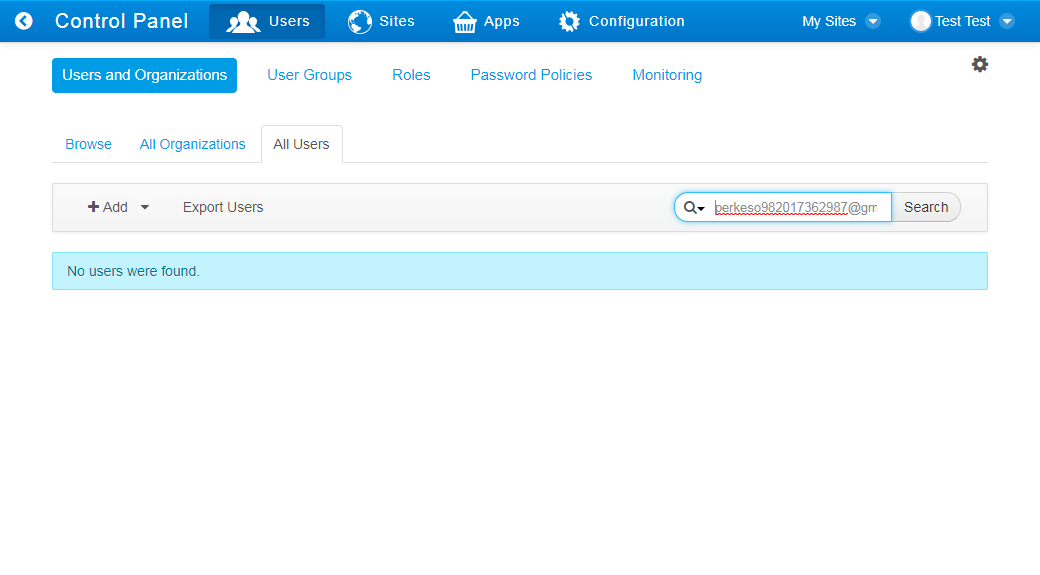 Control Panel Users Sites Apps Configuration My Sites Test Test
Users and Organizations User Groups Roles Password Policies Monitoring
Browse All Organizations All Users
Add Export Users perkeso982017362987@gm Search
No users were found.